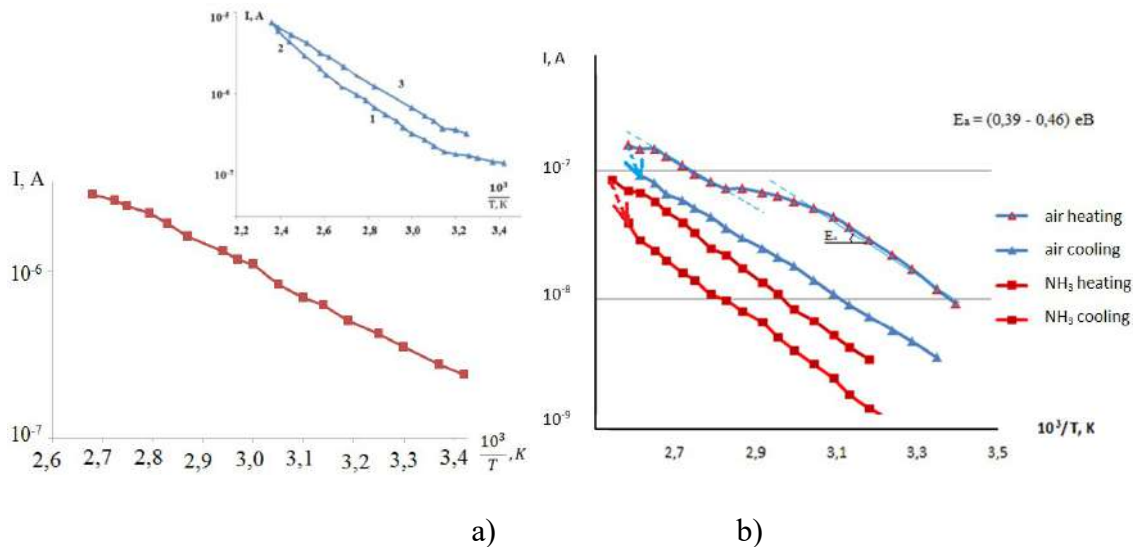 10⁻⁵ I, A
2
3
10⁻⁶
1
10⁻⁷
10³
T, K
2,2 2,4 2,6 2,8 3,0 3,2 3,4
I, A
10⁻⁶
10⁻⁷
2,6 2,7 2,8 2,9 3,0 3,1 3,2 3,3 3,4
10³
T , K
a)
I, A
Eₐ = (0,39 - 0,46) eB
10⁻⁷
Eₐ
10⁻⁸
10⁻⁹
air heating
air cooling
NH₃ heating
NH₃ cooling
10³/T, K
2,7 2,9 3,1 3,3 3,5
b)